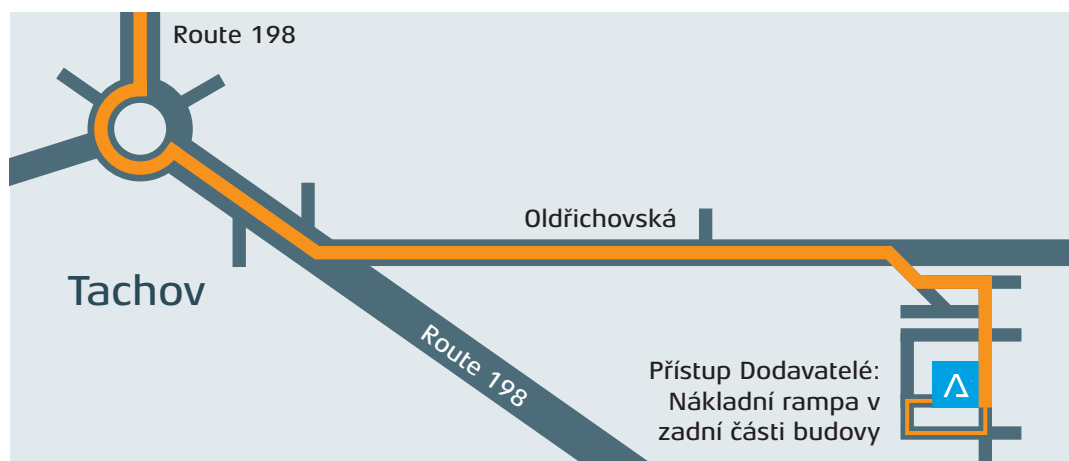 Route 198
Oldřichovská
Tachov
Route 198
Přístup Dodavatelé:
Nákladní rampa v
zadní části budovy